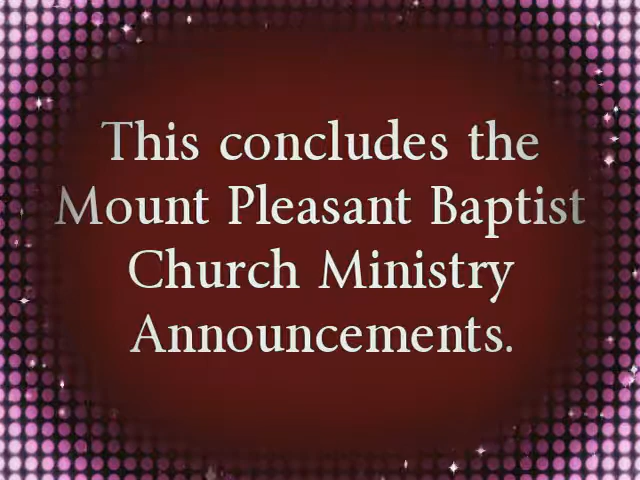 This concludes the
Mount Pleasant Baptist
Church Ministry
Announcements.